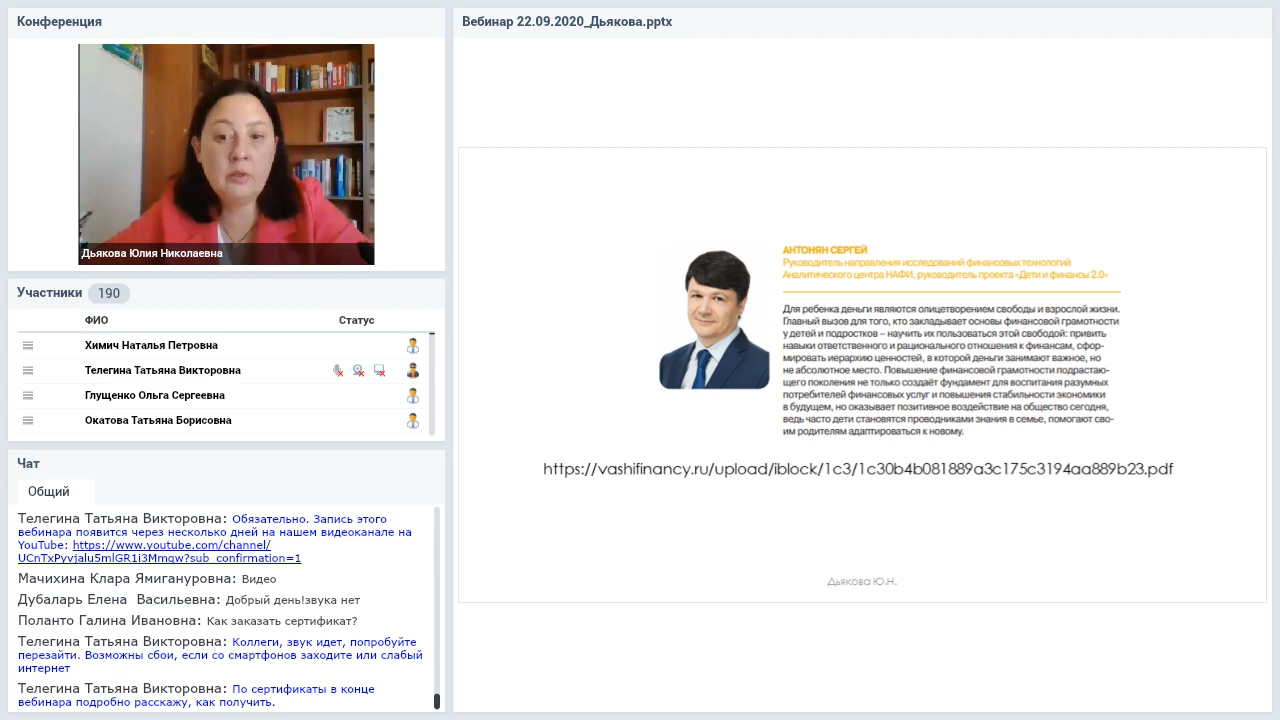 Конференция
Дьякова Юлия Николаевна
Участники 190
ФИО Статус
Химич Наталья Петровна
Телегина Татьяна Викторовна
Глущенко Ольга Сергеевна
Окатова Татьяна Борисовна
Чат
Общий
Телегина Татьяна Викторовна: Обязательно. Запись этого
вебинара появится через несколько дней на нашем видеоканале на
YouTube: https://www.youtube.com/channel/
UCnTxPyvjalu5mlGR1i3Mmqw?sub_confirmation=1
Мачихина Клара Ямигануровна: Видео
Дубаларь Елена Васильевна: Добрый день!звука нет
Поланто Галина Ивановна: Как заказать сертификат?
Телегина Татьяна Викторовна: Коллеги, звук идет, попробуйте
перезайти. Возможны сбои, если со смартфонов заходите или слабый
интернет
Телегина Татьяна Викторовна: По сертификаты в конце
вебинара подробно расскажу, как получить.
Вебинар 22.09.2020_Дьякова.pptx
АНТОНЯН СЕРГЕЙ
Руководитель направления исследований финансовых технологий
Аналитического центра НАФИ, руководитель проекта «Дети и финансы 2.0»
Для ребенка деньги являются олицетворением свободы и взрослой жизни.
Главный вызов для того, кто закладывает основы финансовой грамотности
у детей и подростков – научить их пользоваться этой свободой: привить
навыки ответственного и рационального отношения к финансам, сфор-
мировать иерархию ценностей, в которой деньги занимают важное, но
не абсолютное место. Повышение финансовой грамотности подрастаю-
щего поколения не только создаёт фундамент для воспитания разумных
потребителей финансовых услуг и повышения стабильности экономики
в будущем, но оказывает позитивное воздействие на общество сегодня,
ведь часто дети становятся проводниками знания в семье, помогают сво-
им родителям адаптироваться к новому.
https://vashifinancy.ru/upload/iblock/1c3/1c30b4b081889a3c175c3194aa889b23.pdf
Дьякова Ю.Н.